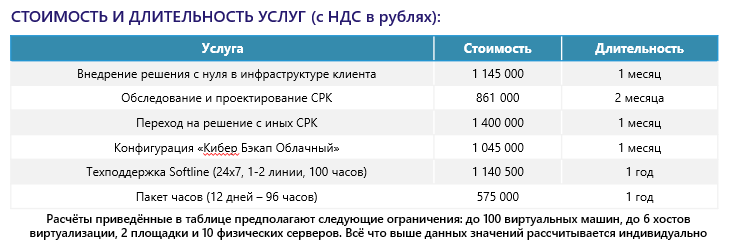 СТОИМОСТЬ И ДЛИТЕЛЬНОСТЬ УСЛУГ (с НДС в рублях):
Услуга Стоимость Длительность
Внедрение решения с нуля в инфраструктуре клиента 1 145 000 1 месяц
Обследование и проектирование СРК 861 000 2 месяца
Переход на решение с иных СРК 1 400 000 1 месяц
Конфигурация «Кибер Бэкап Облачный» 1 045 000 1 месяц
Техподдержка Softline (24x7, 1-2 линии, 100 часов) 1 140 500 1 год
Пакет часов (12 дней – 96 часов) 575 000 1 год
Расчёты приведённые в таблице предполагают следующие ограничения: до 100 виртуальных машин, до 6 хостов
виртуализации, 2 площадки и 10 физических серверов. Всё что выше данных значений рассчитывается индивидуально